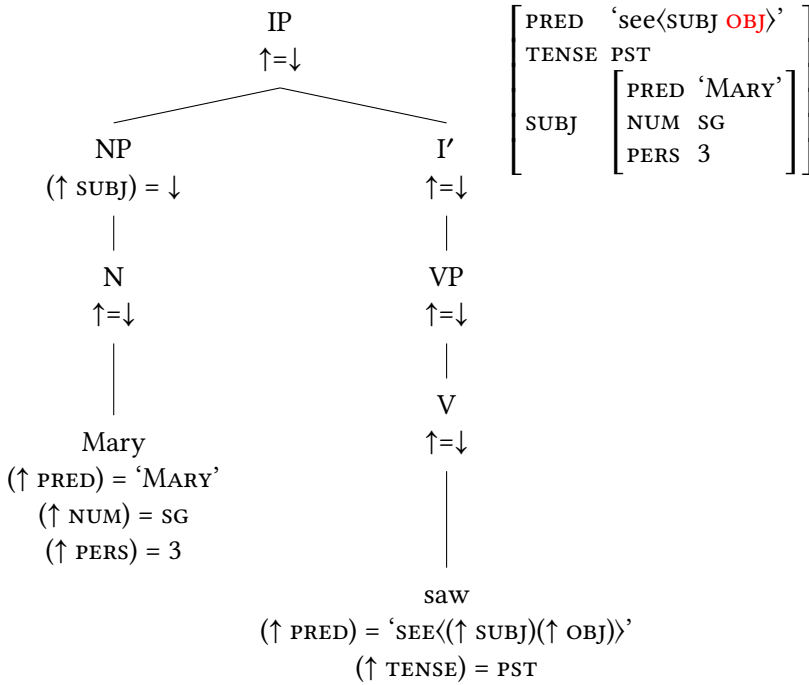 IP
↑=↓
NP
(↑ SUBJ) = ↓
I′
↑=↓
N
↑=↓
VP
↑=↓
V
↑=↓
Mary
(↑ PRED) = ‘MARY’
(↑ NUM) = SG
(↑ PERS) = 3
saw
(↑ PRED) = ‘SEE⟨(↑ SUBJ)(↑ OBJ)⟩’
(↑ TENSE) = PST
PRED ‘see⟨SUBJ OBJ⟩’
TENSE PST
SUBJ
PRED ‘MARY’
NUM SG
PERS 3